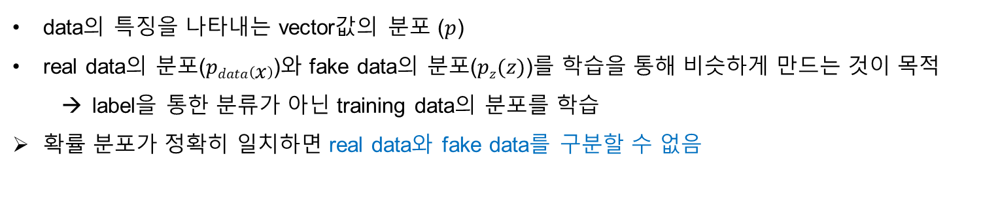 • data의 특징을 나타내는 vector값의 분포 (𝑝)
• real data의 분포(𝑝_{𝑑𝑎𝑡𝑎(𝑥)})와 fake data의 분포(𝑝_𝑧(𝑧))를 학습을 통해 비슷하게 만드는 것이 목적
→ label을 통한 분류가 아닌 training data의 분포를 학습
➢ 확률 분포가 정확히 일치하면 real data와 fake data를 구분할 수 없음